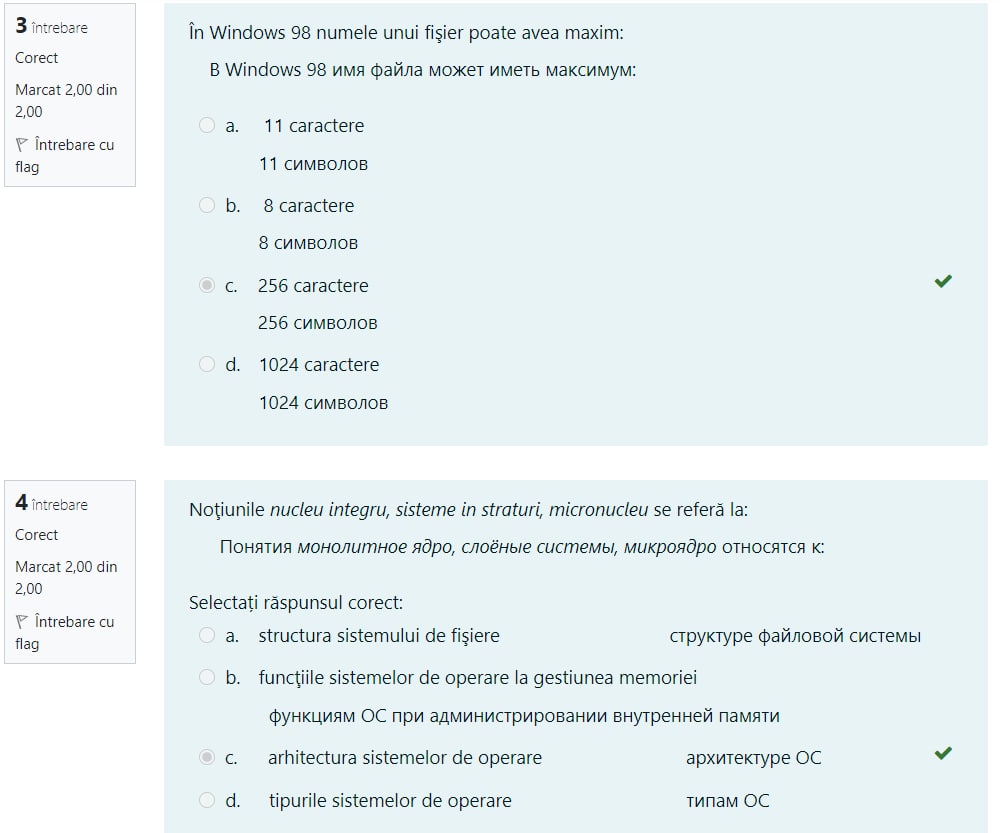 3 întrebare
Corect
Marcat 2,00 din
2,00
Întrebare cu
flag
În Windows 98 numele unui fişier poate avea maxim:
В Windows 98 имя файла может иметь максимум:
a. 11 caractere
11 символов
b. 8 caractere
8 символов
c. 256 caractere
256 символов
d. 1024 caractere
1024 символов
4 întrebare
Corect
Marcat 2,00 din
2,00
Întrebare cu
flag
Noţiunile nucleu integru, sisteme in straturi, micronucleu se referă la:
Понятия монолитное ядро, слоёные системы, микроядро относятся к:
Selectați răspunsul corect:
a. structura sistemului de fişiere структуре файловой системы
b. funcţiile sistemelor de operare la gestiunea memoriei
функциям ОС при администрировании внутренней памяти
c. arhitectura sistemelor de operare архитектуре ОС
d. tipurile sistemelor de operare типам ОС